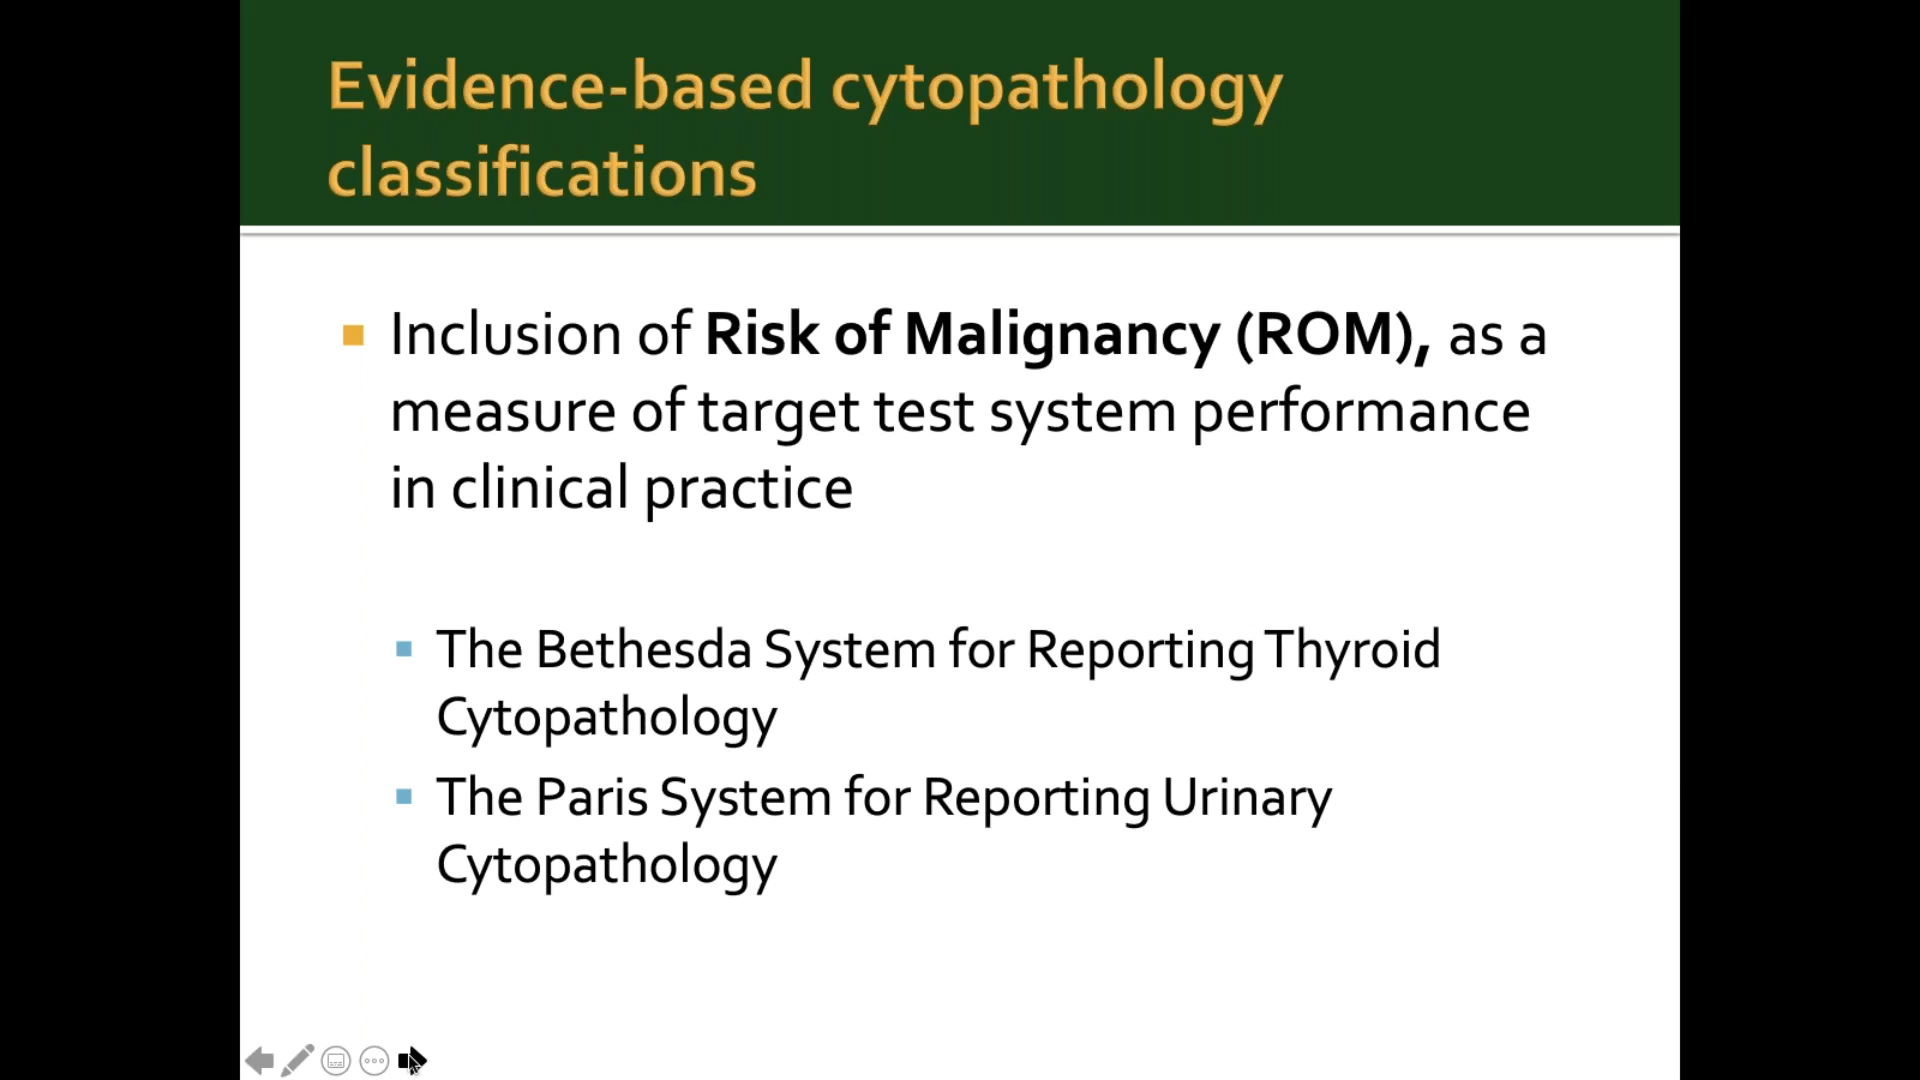 Evidence-based cytopathology
classifications
Inclusion of Risk of Malignancy (ROM), as a
measure of target test system performance
in clinical practice
The Bethesda System for Reporting Thyroid
Cytopathology
The Paris System for Reporting Urinary
Cytopathology